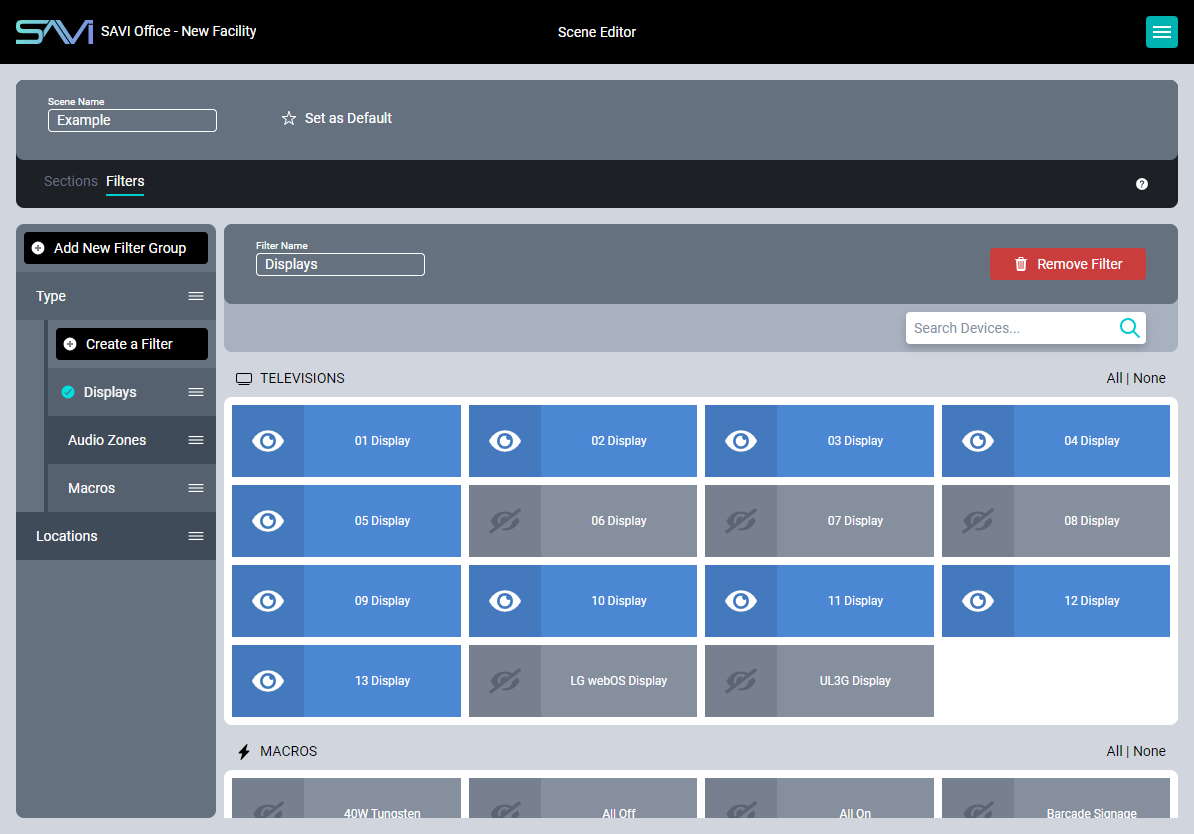 SAVI SAVI Office - New Facility
Scene Editor
Scene Name
Example
Set as Default
Sections Filters
?
Add New Filter Group
Type
Create a Filter
Displays
Audio Zones
Macros
Locations
Filter Name
Displays
Remove Filter
Search Devices...
TELEVISIONS
All | None
01 Display
02 Display
03 Display
04 Display
05 Display
06 Display
07 Display
08 Display
09 Display
10 Display
11 Display
12 Display
13 Display
LG webOS Display
UL3G Display
MACROS
All | None
40W Tungsten
All Off
All On
Barcade Signage